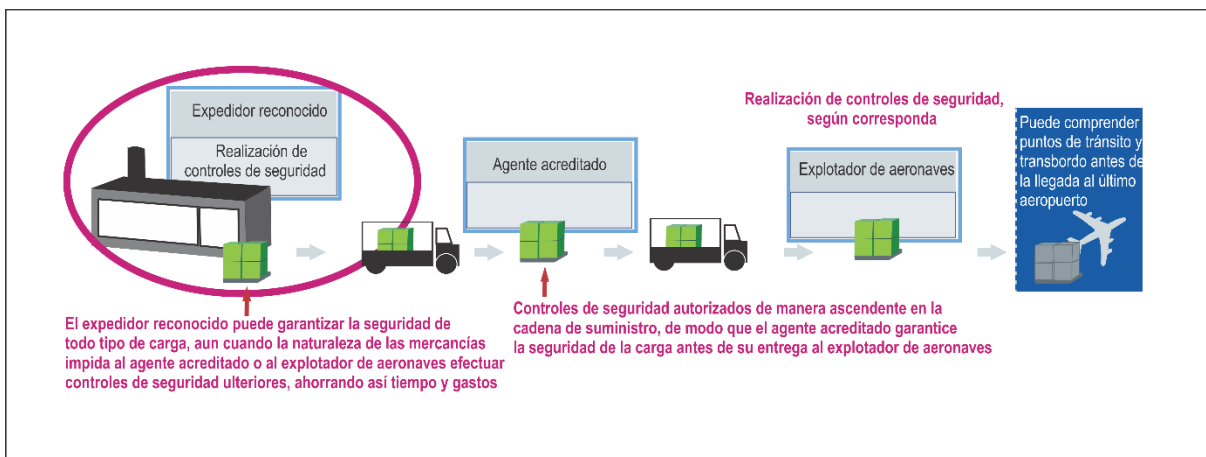 Expedidor reconocido
Realización de
controles de seguridad
Agente acreditado
Realización de controles de seguridad,
según corresponda
Explotador de aeronaves
Puede comprender
puntos de tránsito y
transbordo antes de
la llegada al último
aeropuerto
El expedidor reconocido puede garantizar la seguridad de
todo tipo de carga, aun cuando la naturaleza de las mercancías
impida al agente acreditado o al explotador de aeronaves efectuar
controles de seguridad ulteriores, ahorrando así tiempo y gastos
Controles de seguridad autorizados de manera ascendente en la
cadena de suministro, de modo que el agente acreditado garantice
la seguridad de la carga antes de su entrega al explotador de aeronaves